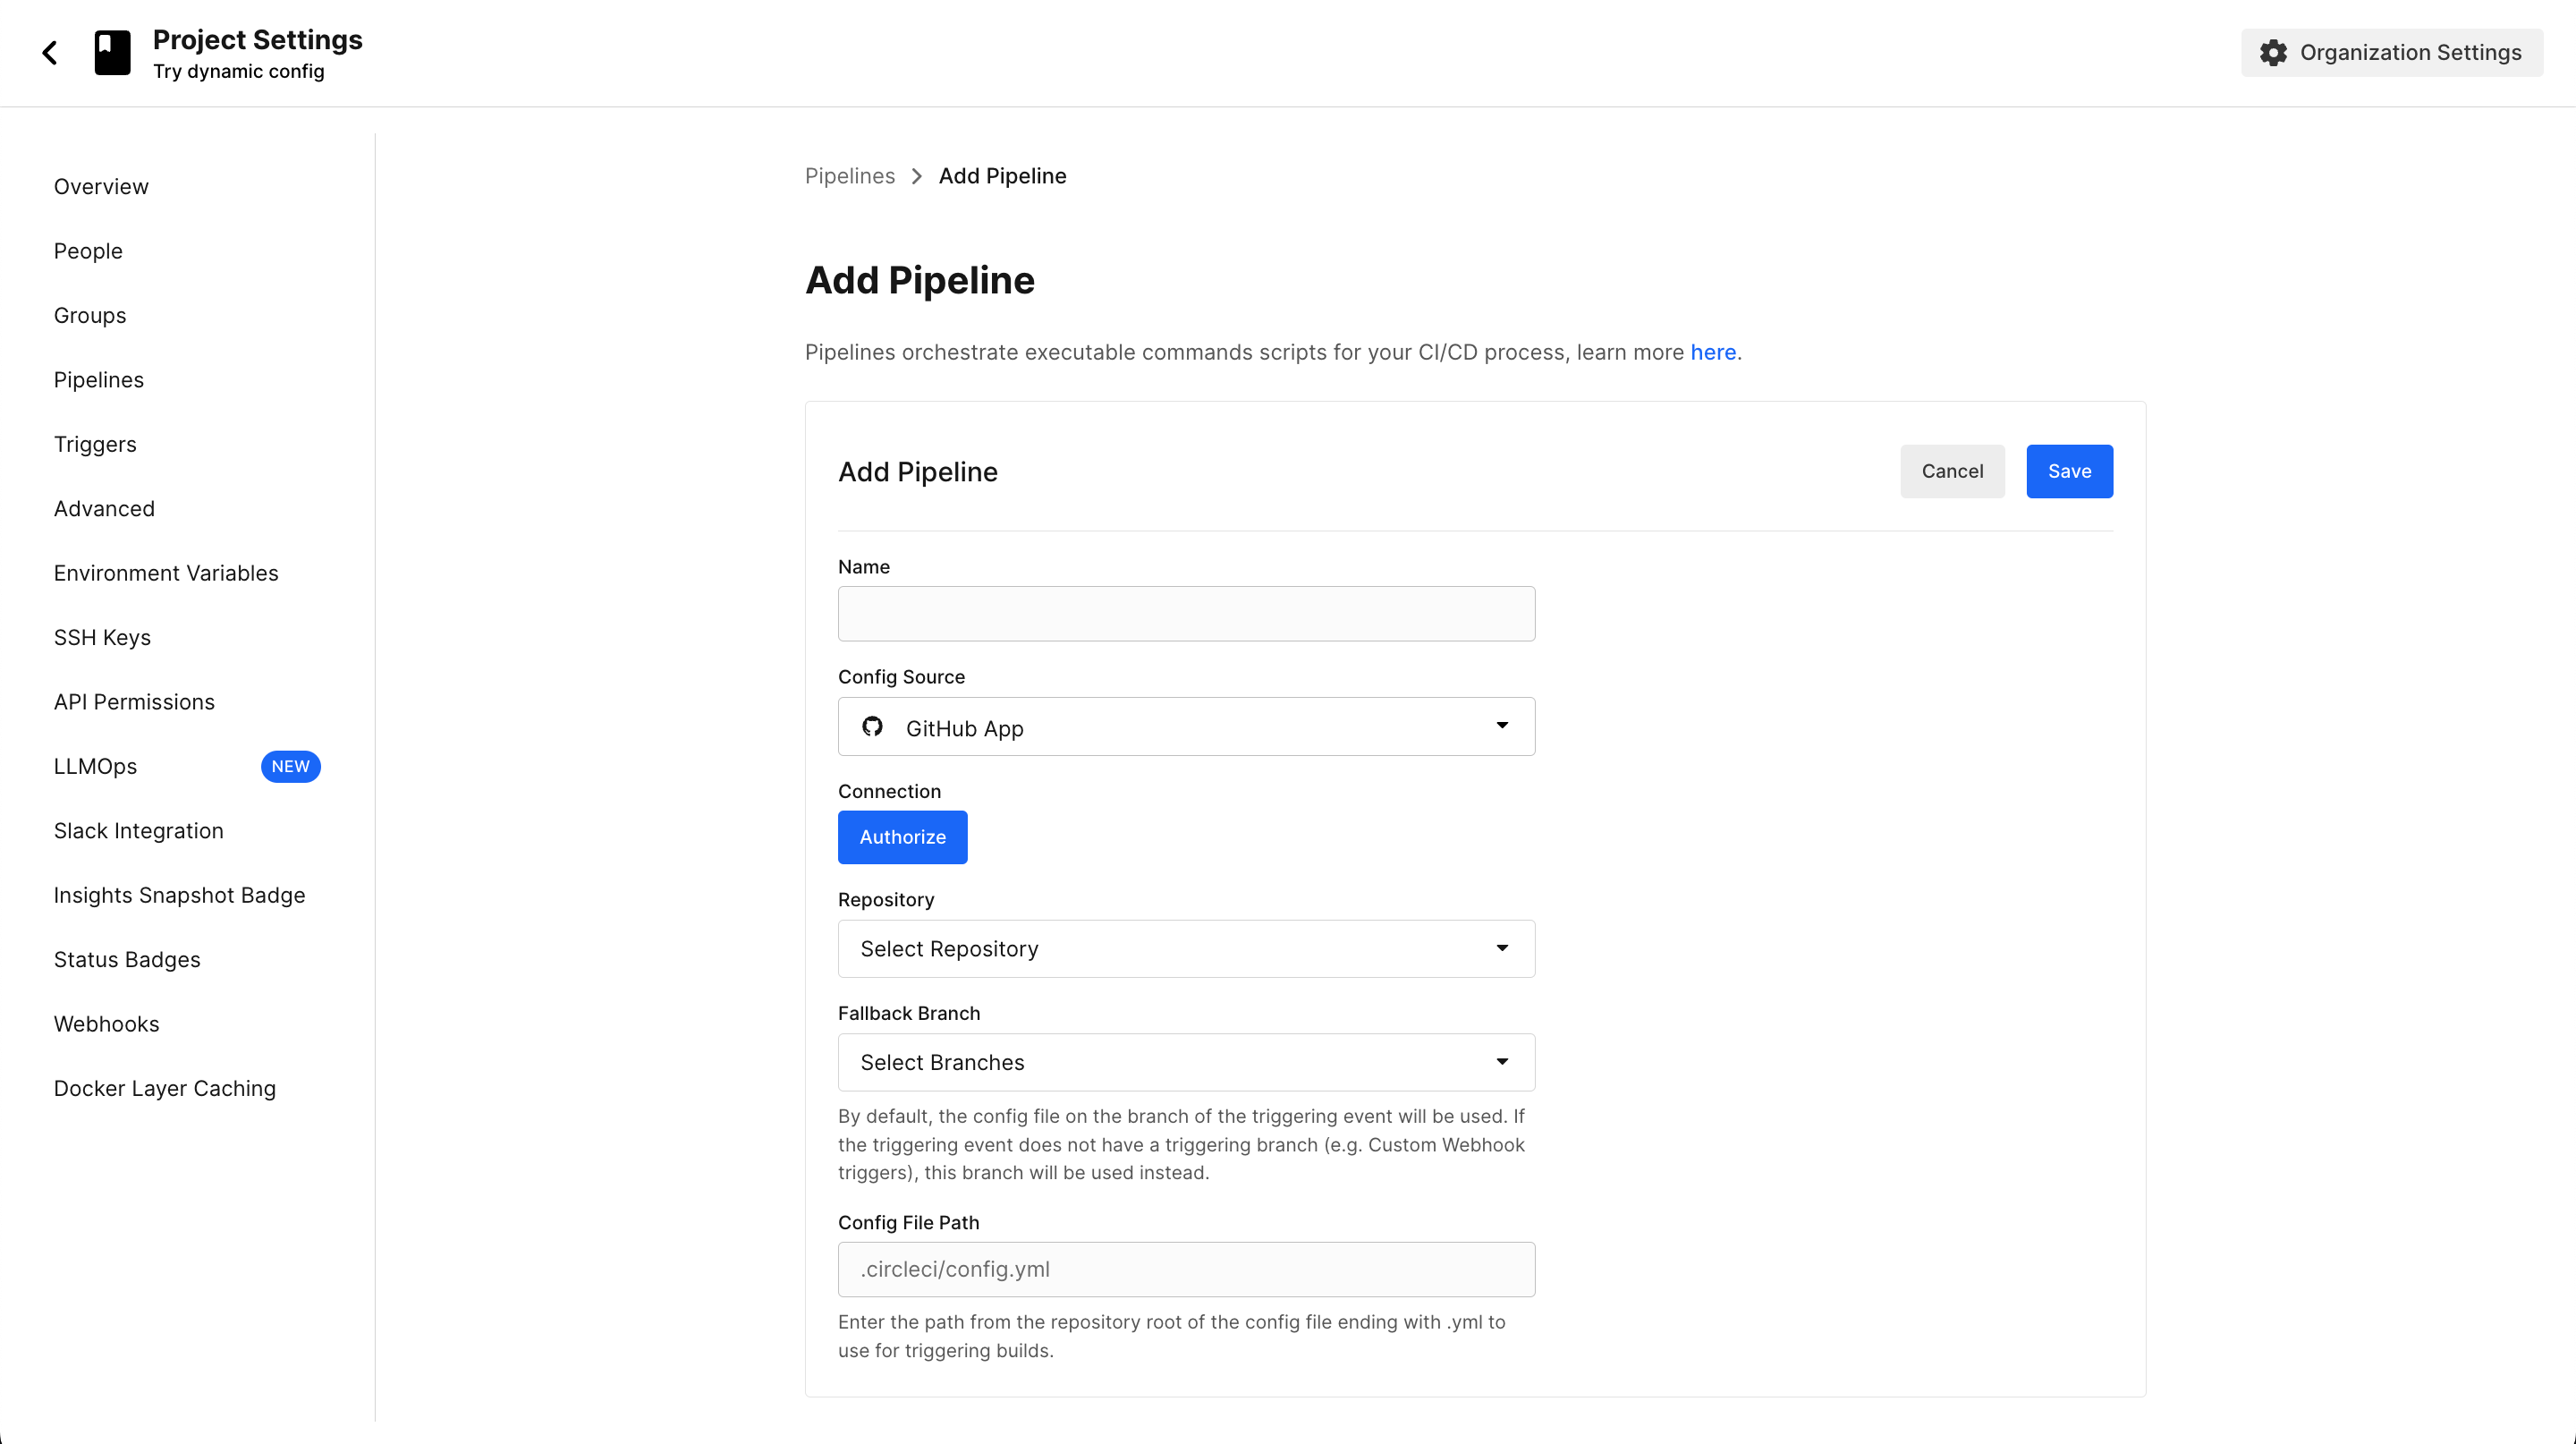 Project Settings
Try dynamic config
Organization Settings
Overview
People
Groups
Pipelines
Triggers
Advanced
Environment Variables
SSH Keys
API Permissions
LLMOps NEW
Slack Integration
Insights Snapshot Badge
Status Badges
Webhooks
Docker Layer Caching
Pipelines > Add Pipeline
Add Pipeline
Pipelines orchestrate executable commands scripts for your CI/CD process, learn more here.
Add Pipeline
Cancel
Save
Name
Config Source
GitHub App
Connection
Authorize
Repository
Select Repository
Fallback Branch
Select Branches
By default, the config file on the branch of the triggering event will be used. If
the triggering event does not have a triggering branch (e.g. Custom Webhook
triggers), this branch will be used instead.
Config File Path
.circleci/config.yml
Enter the path from the repository root of the config file ending with .yml to
use for triggering builds.